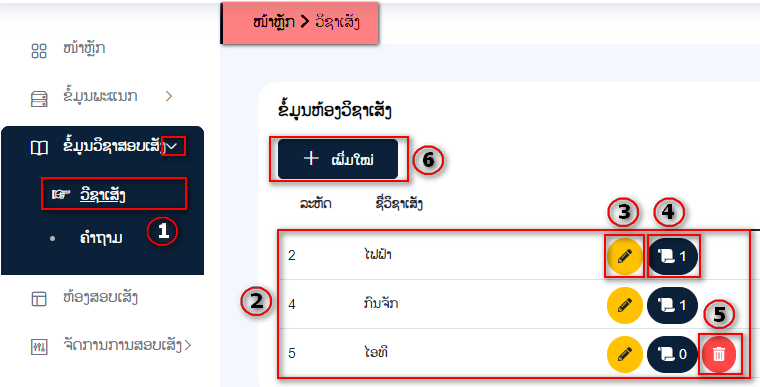 ໜ້າຫຼັກ > ວິຊາເສັງ
ໜ້າຫຼັກ
ຂໍ້ມູນພະແນກ
ຂໍ້ມູນວິຊາສອບເສັງ
ວິຊາເສັງ
1
ຄຳຖາມ
ຫ້ອງສອບເສັງ
ຈັດການການສອບເສັງ
ຂໍ້ມູນຫ້ອງວິຊາເສັງ
+ ເພີ່ມໃໝ່
6
ລະຫັດ ຊື່ວິຊາເສັງ
3 4
2 ໄຟຟ້າ 1
2
4 ກົນຈັກ 1
5
5 ໄອທີ 0